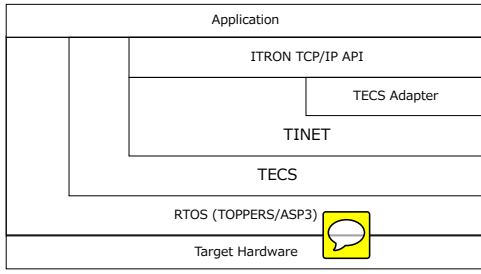 Application
ITRON TCP/IP API
TECS Adapter
TINET
TECS
RTOS (TOPPERS/ASP3)
Target Hardware